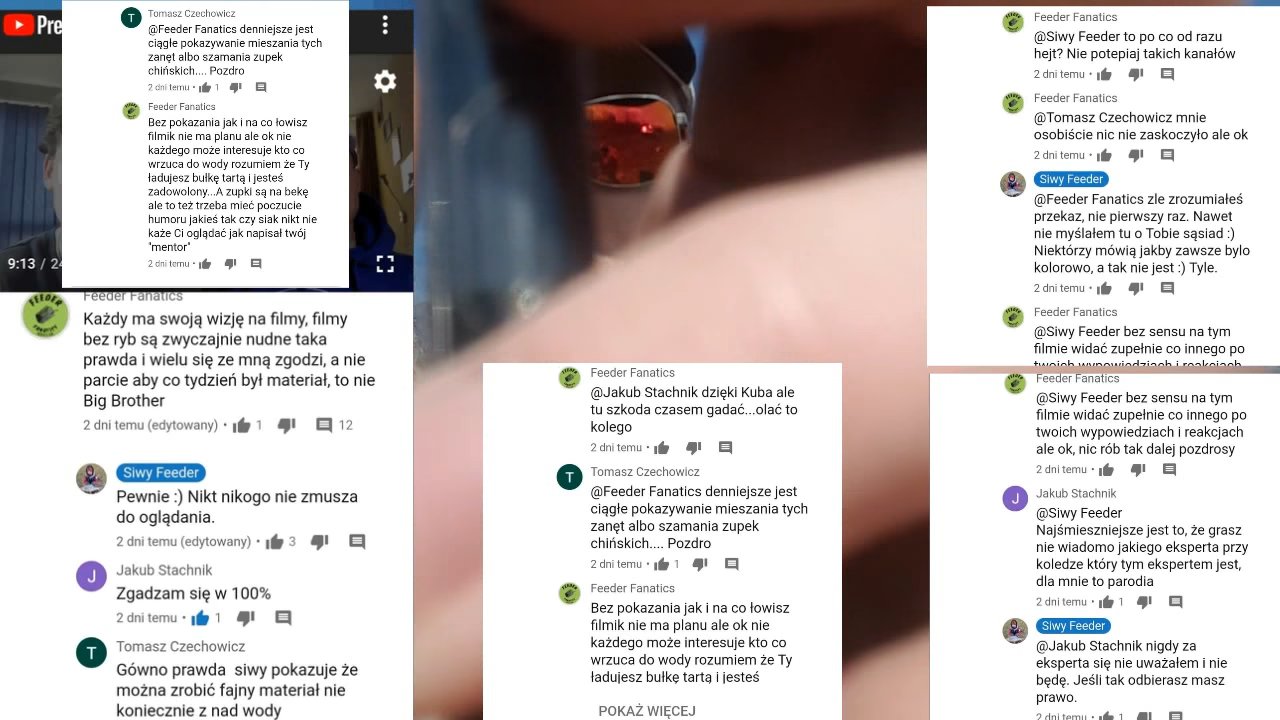 Pre
9:13 / 24
Tomasz Czechowicz
@Feeder Fanatics denniejsze jest
ciągłe pokazywanie mieszania tych
zanęt albo szamania zupek
chińskich.... Pozdro
2 dni temu • 1
Feeder Fanatics
Bez pokazania jak i na co łowisz
filmik nie ma planu ale ok nie
każdego może interesuje kto co
wrzuca do wody rozumiem że Ty
ładujesz bułkę tartą i jesteś
zadowolony...A zupki są na bekę
ale to też trzeba mieć poczucie
humoru jakieś tak czy siak nikt nie
każe Ci oglądać jak napisał twój
"mentor"
2 dni temu •
FEEDER
Feeder Fanatics
Każdy ma swoją wizję na filmy, filmy
bez ryb są zwyczajnie nudne taka
prawda i wielu się ze mną zgodzi, a nie
parcie aby co tydzień był materiał, to nie
Big Brother
2 dni temu (edytowany) • 1 12
Siwy Feeder
Pewnie :) Nikt nikogo nie zmusza
do oglądania.
2 dni temu (edytowany) • 3
J
Jakub Stachnik
Zgadzam się w 100%
2 dni temu • 1
T
Tomasz Czechowicz
Gówno prawda siwy pokazuje że
można zrobić fajny materiał nie
koniecznie z nad wody
Feeder Fanatics
@Jakub Stachnik dzięki Kuba ale
tu szkoda czasem gadać...olać to
kolego
2 dni temu •
T
Tomasz Czechowicz
@Feeder Fanatics denniejsze jest
ciągłe pokazywanie mieszania tych
zanęt albo szamania zupek
chińskich.... Pozdro
2 dni temu • 1
Feeder Fanatics
Bez pokazania jak i na co łowisz
filmik nie ma planu ale ok nie
każdego może interesuje kto co
wrzuca do wody rozumiem że Ty
ładujesz bułkę tartą i jesteś
POKAŻ WIĘCEJ
Feeder Fanatics
@Siwy Feeder to po co od razu
hejt? Nie potepiaj takich kanałów
2 dni temu •
Feeder Fanatics
@Tomasz Czechowicz mnie
osobiście nic nie zaskoczyło ale ok
2 dni temu •
Siwy Feeder
@Feeder Fanatics zle zrozumiałeś
przekaz, nie pierwszy raz. Nawet
nie myślałem tu o Tobie sąsiad :)
Niektórzy mówią jakby zawsze bylo
kolorowo, a tak nie jest :) Tyle.
2 dni temu •
Feeder Fanatics
@Siwy Feeder bez sensu na tym
filmie widać zupełnie co innego po
twoich wypowiedziach i reakcjach
Feeder Fanatics
@Siwy Feeder bez sensu na tym
filmie widać zupełnie co innego po
twoich wypowiedziach i reakcjach
ale ok, nic rób tak dalej pozdrosy
2 dni temu •
J
Jakub Stachnik
@Siwy Feeder
Najśmieszniejsze jest to, że grasz
nie wiadomo jakiego eksperta przy
koledze który tym ekspertem jest,
dla mnie to parodia
2 dni temu • 1
Siwy Feeder
@Jakub Stachnik nigdy za
eksperta się nie uważałem i nie
będę. Jeśli tak odbierasz masz
prawo.
2 dni temu • 1